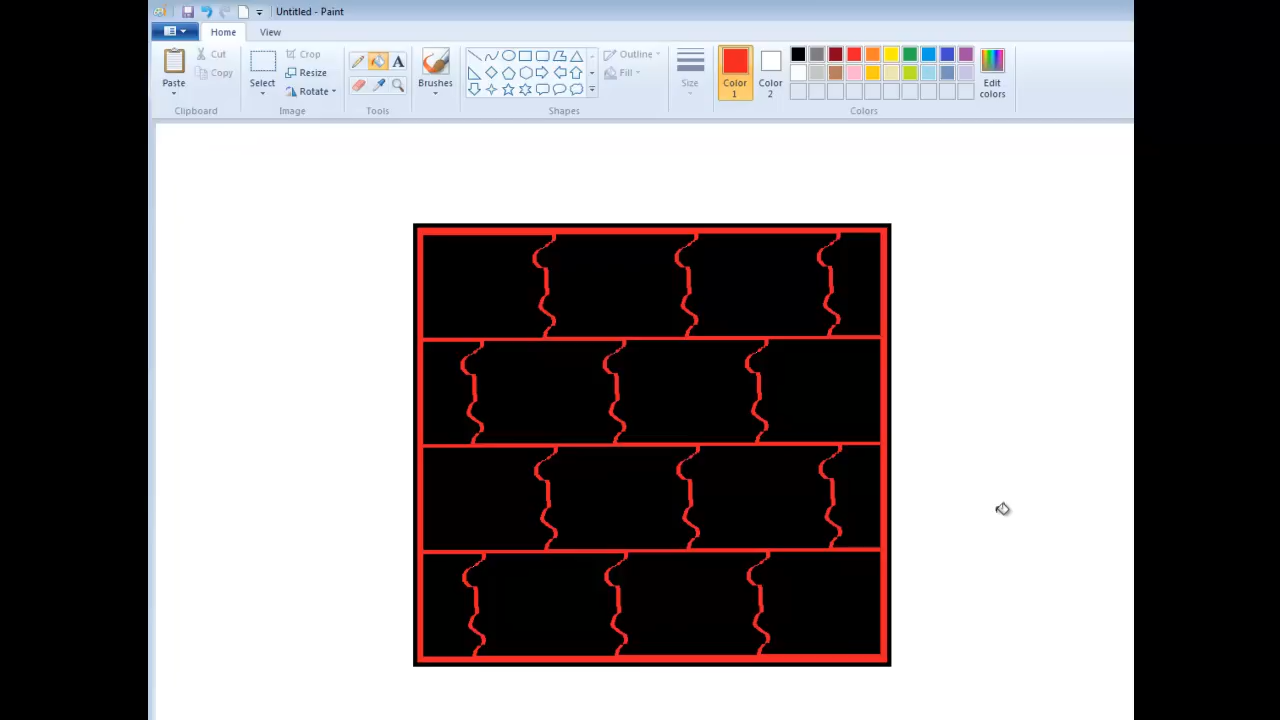 Untitled - Paint
Home View
Paste
Cut
Copy
Clipboard
Select
Crop
Resize
Rotate
Image
A
Tools
Brushes
Outline
Fill
Shapes
Size
Color 1
Color 2
Edit colors
Colors